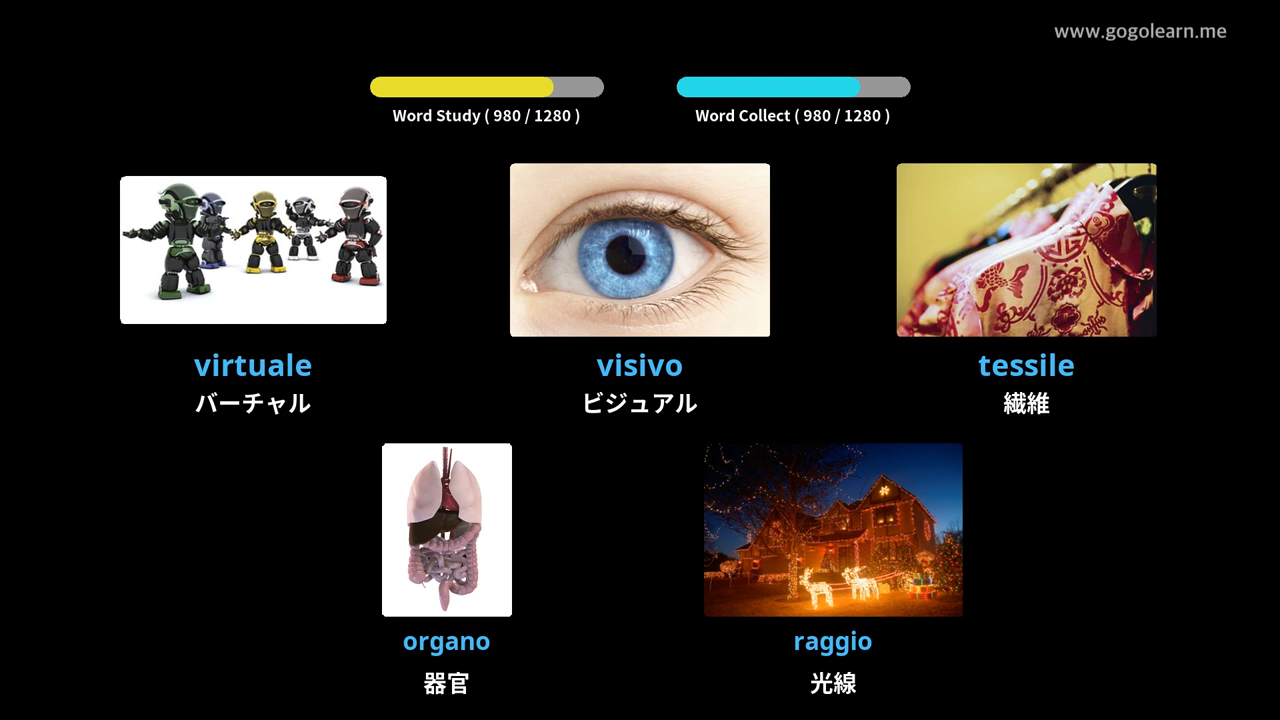 www.gogolearn.me
Word Study ( 980 / 1280 )
Word Collect ( 980 / 1280 )
virtuale
バーチャル
visivo
ビジュアル
tessile
繊維
organo
器官
raggio
光線